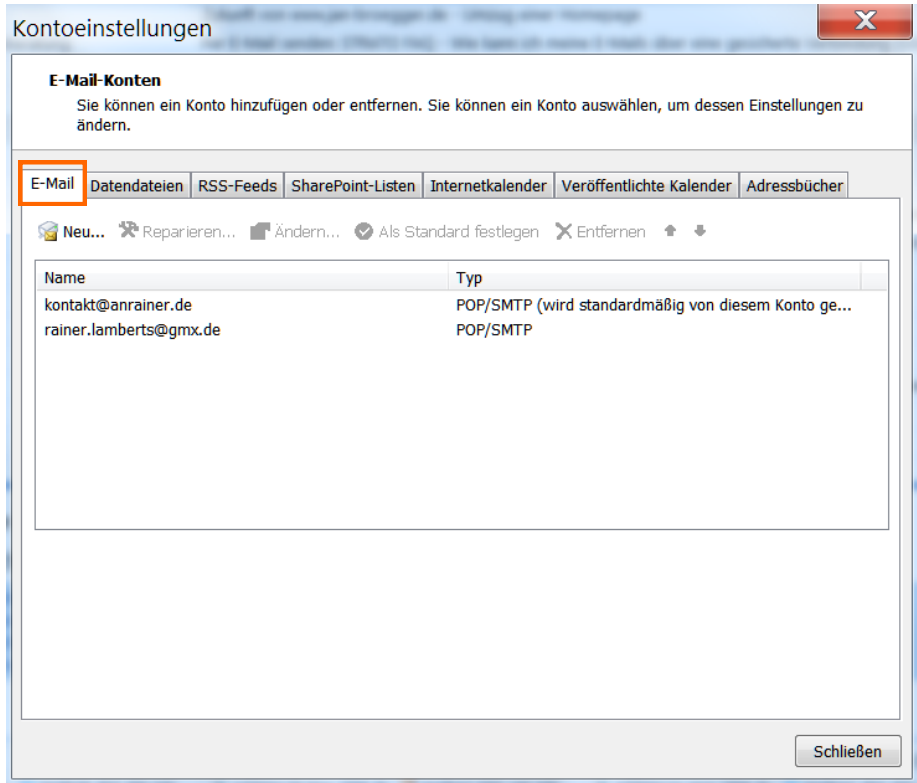 Kontoeinstellungen
E-Mail-Konten
Sie können ein Konto hinzufügen oder entfernen. Sie können ein Konto auswählen, um dessen Einstellungen zu
ändern.
E-Mail Datendateien RSS-Feeds SharePoint-Listen Internetkalender Veröffentlichte Kalender Adressbücher
Neu... Reparieren... Ändern... Als Standard festlegen Entfernen
Name Typ
kontakt@anrainer.de POP/SMTP (wird standardmäßig von diesem Konto ge...
rainer.lamberts@gmx.de POP/SMTP
Schließen